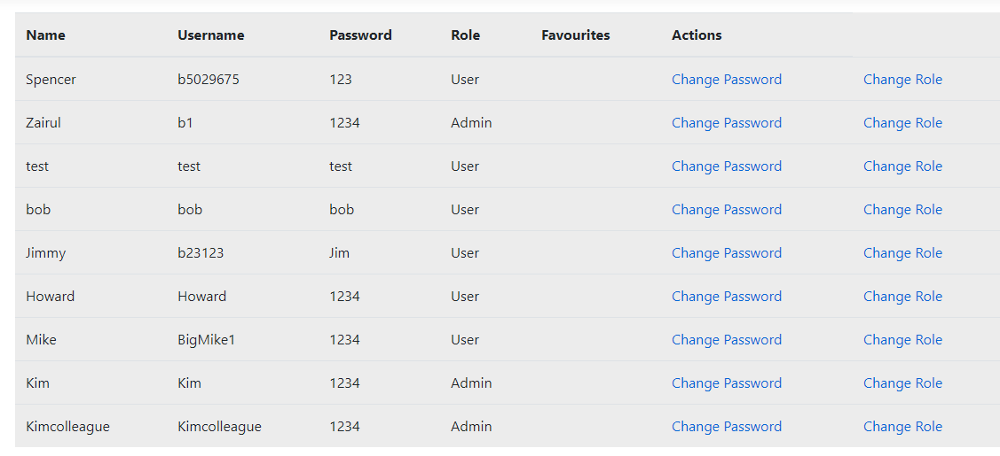 Name Username Password Role Favourites Actions
Spencer b5029675 123 User Change Password Change Role
Zairul b1 1234 Admin Change Password Change Role
test test test User Change Password Change Role
bob bob bob User Change Password Change Role
Jimmy b23123 Jim User Change Password Change Role
Howard Howard 1234 User Change Password Change Role
Mike BigMike1 1234 User Change Password Change Role
Kim Kim 1234 Admin Change Password Change Role
Kimcolleague Kimcolleague 1234 Admin Change Password Change Role